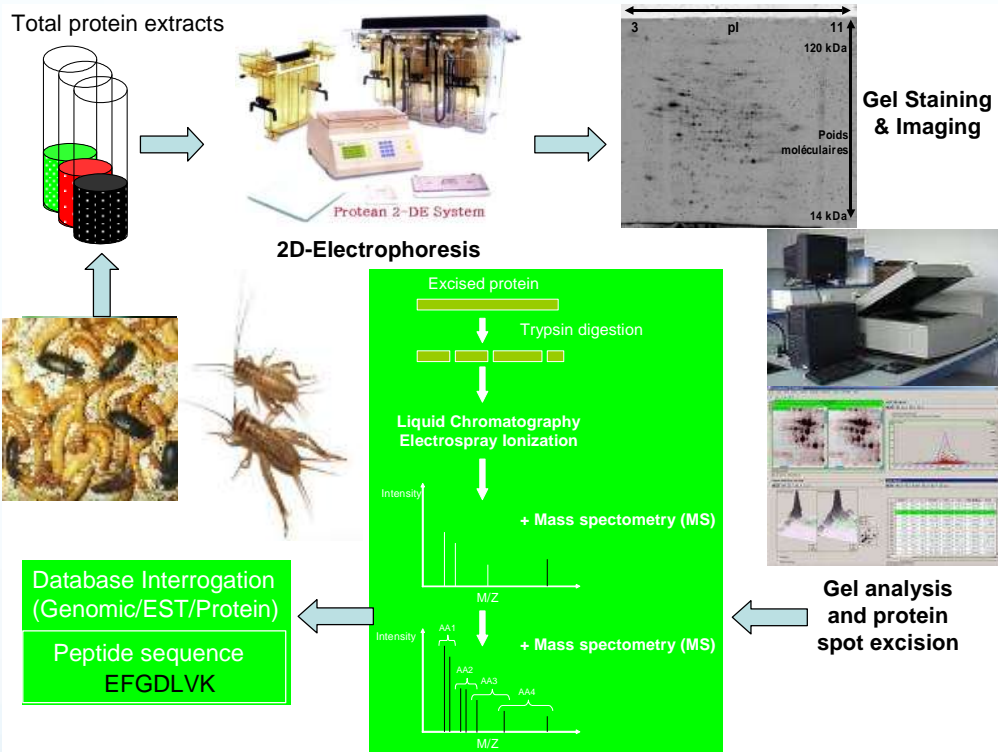 Total protein extracts
Protean 2-DE System
2D-Electrophoresis
3 pI 11
120 kDa
Poids
moléculaires
14 kDa
Gel Staining
& Imaging
Gel analysis
and protein
spot excision
Excised protein
Trypsin digestion
Liquid Chromatography
Electrospray Ionization
Intensity
+ Mass spectometry (MS)
M/Z
Intensity
+ Mass spectometry (MS)
AA1
AA2
AA3
AA4
M/Z
Database Interrogation
(Genomic/EST/Protein)
Peptide sequence
EFGDLVK